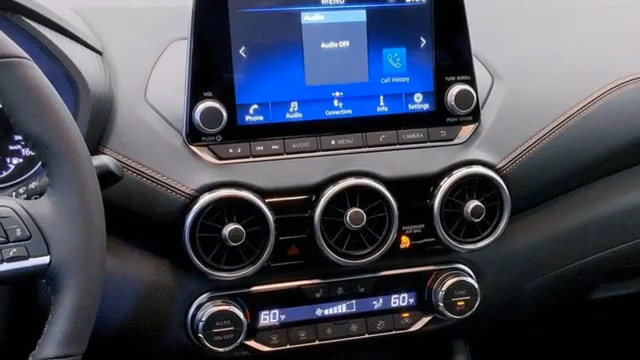 MENU
Audio
Audio OFF
Call History
Phone
Audio
Connections
Info
Settings
VOL
PUSH
TUBE SCROLL
PUSH SOUND
AUDIO
MENU
CAMERA
PASSENGER
AIR BAG
AUTO
ON•OFF
60°F
60°F
SYNC